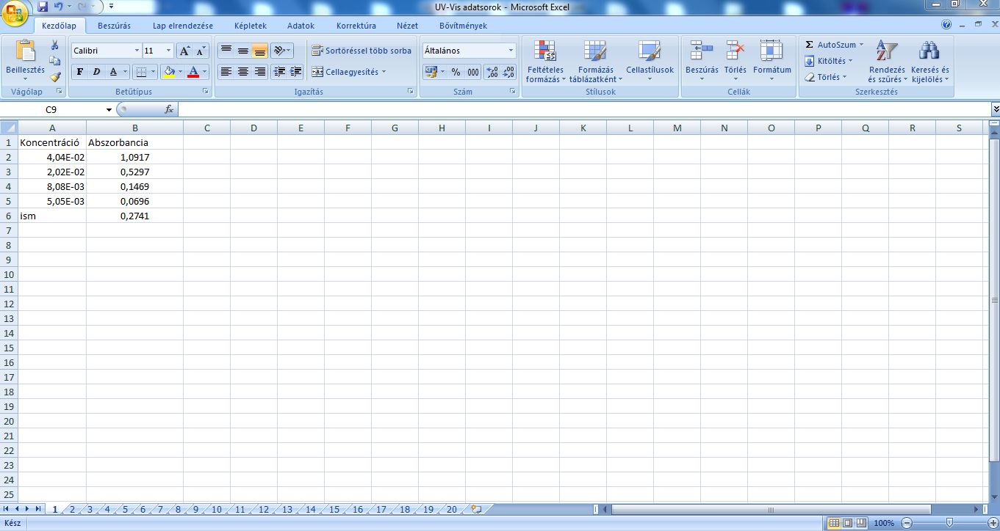 UV-Vis adatsorok - Microsoft Excel
Kezdőlap Beszúrás Lap elrendezése Képletek Adatok Korrektúra Nézet Bővítmények
Beillesztés
Vágólap
Calibri 11 A A
F D A A
Betűtípus
Sortöréssel több sorba
Cellaegyesítés
Igazítás
Általános
% 000 ,00 ,00
Szám
Feltételes formázás
Formázás táblázatként
Cellastílusok
Stílusok
Beszúrás Törlés Formátum
Cellák
Σ AutoSzum
Kitöltés
Törlés
Rendezés és szűrés
Keresés és kijelölés
Szerkesztés
C9 fx
A B C D E F G H I J K L M N O P Q R S
1 Koncentráció Abszorbancia
2 4,04E-02 1,0917
3 2,02E-02 0,5297
4 8,08E-03 0,1469
5 5,05E-03 0,0696
6 ism 0,2741
7
8
9
10
11
12
13
14
15
16
17
18
19
20
21
22
23
24
25
1 2 3 4 5 6 7 8 9 10 11 12 13 14 15 16 17 18 19 20
Kész 100%